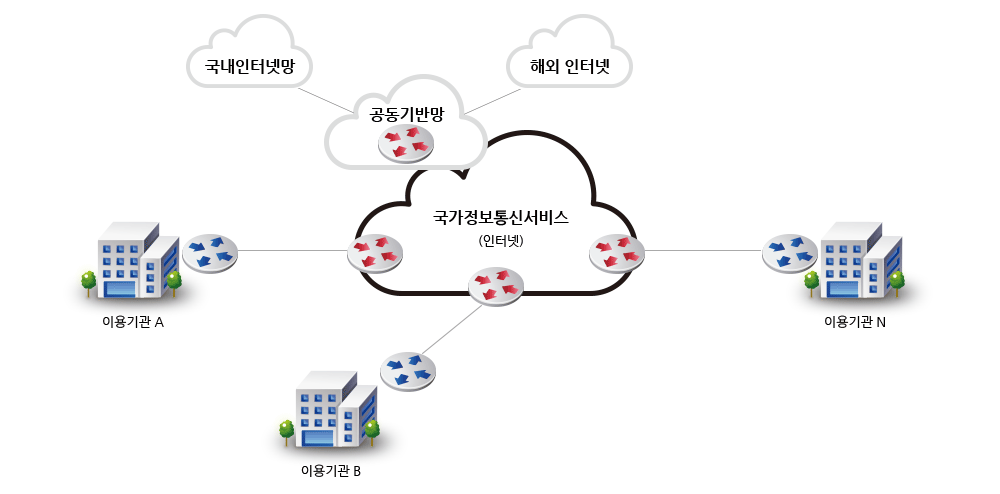 국내인터넷망
해외 인터넷
공동기반망
국가정보통신서비스
(인터넷)
이용기관 A
이용기관 N
이용기관 B